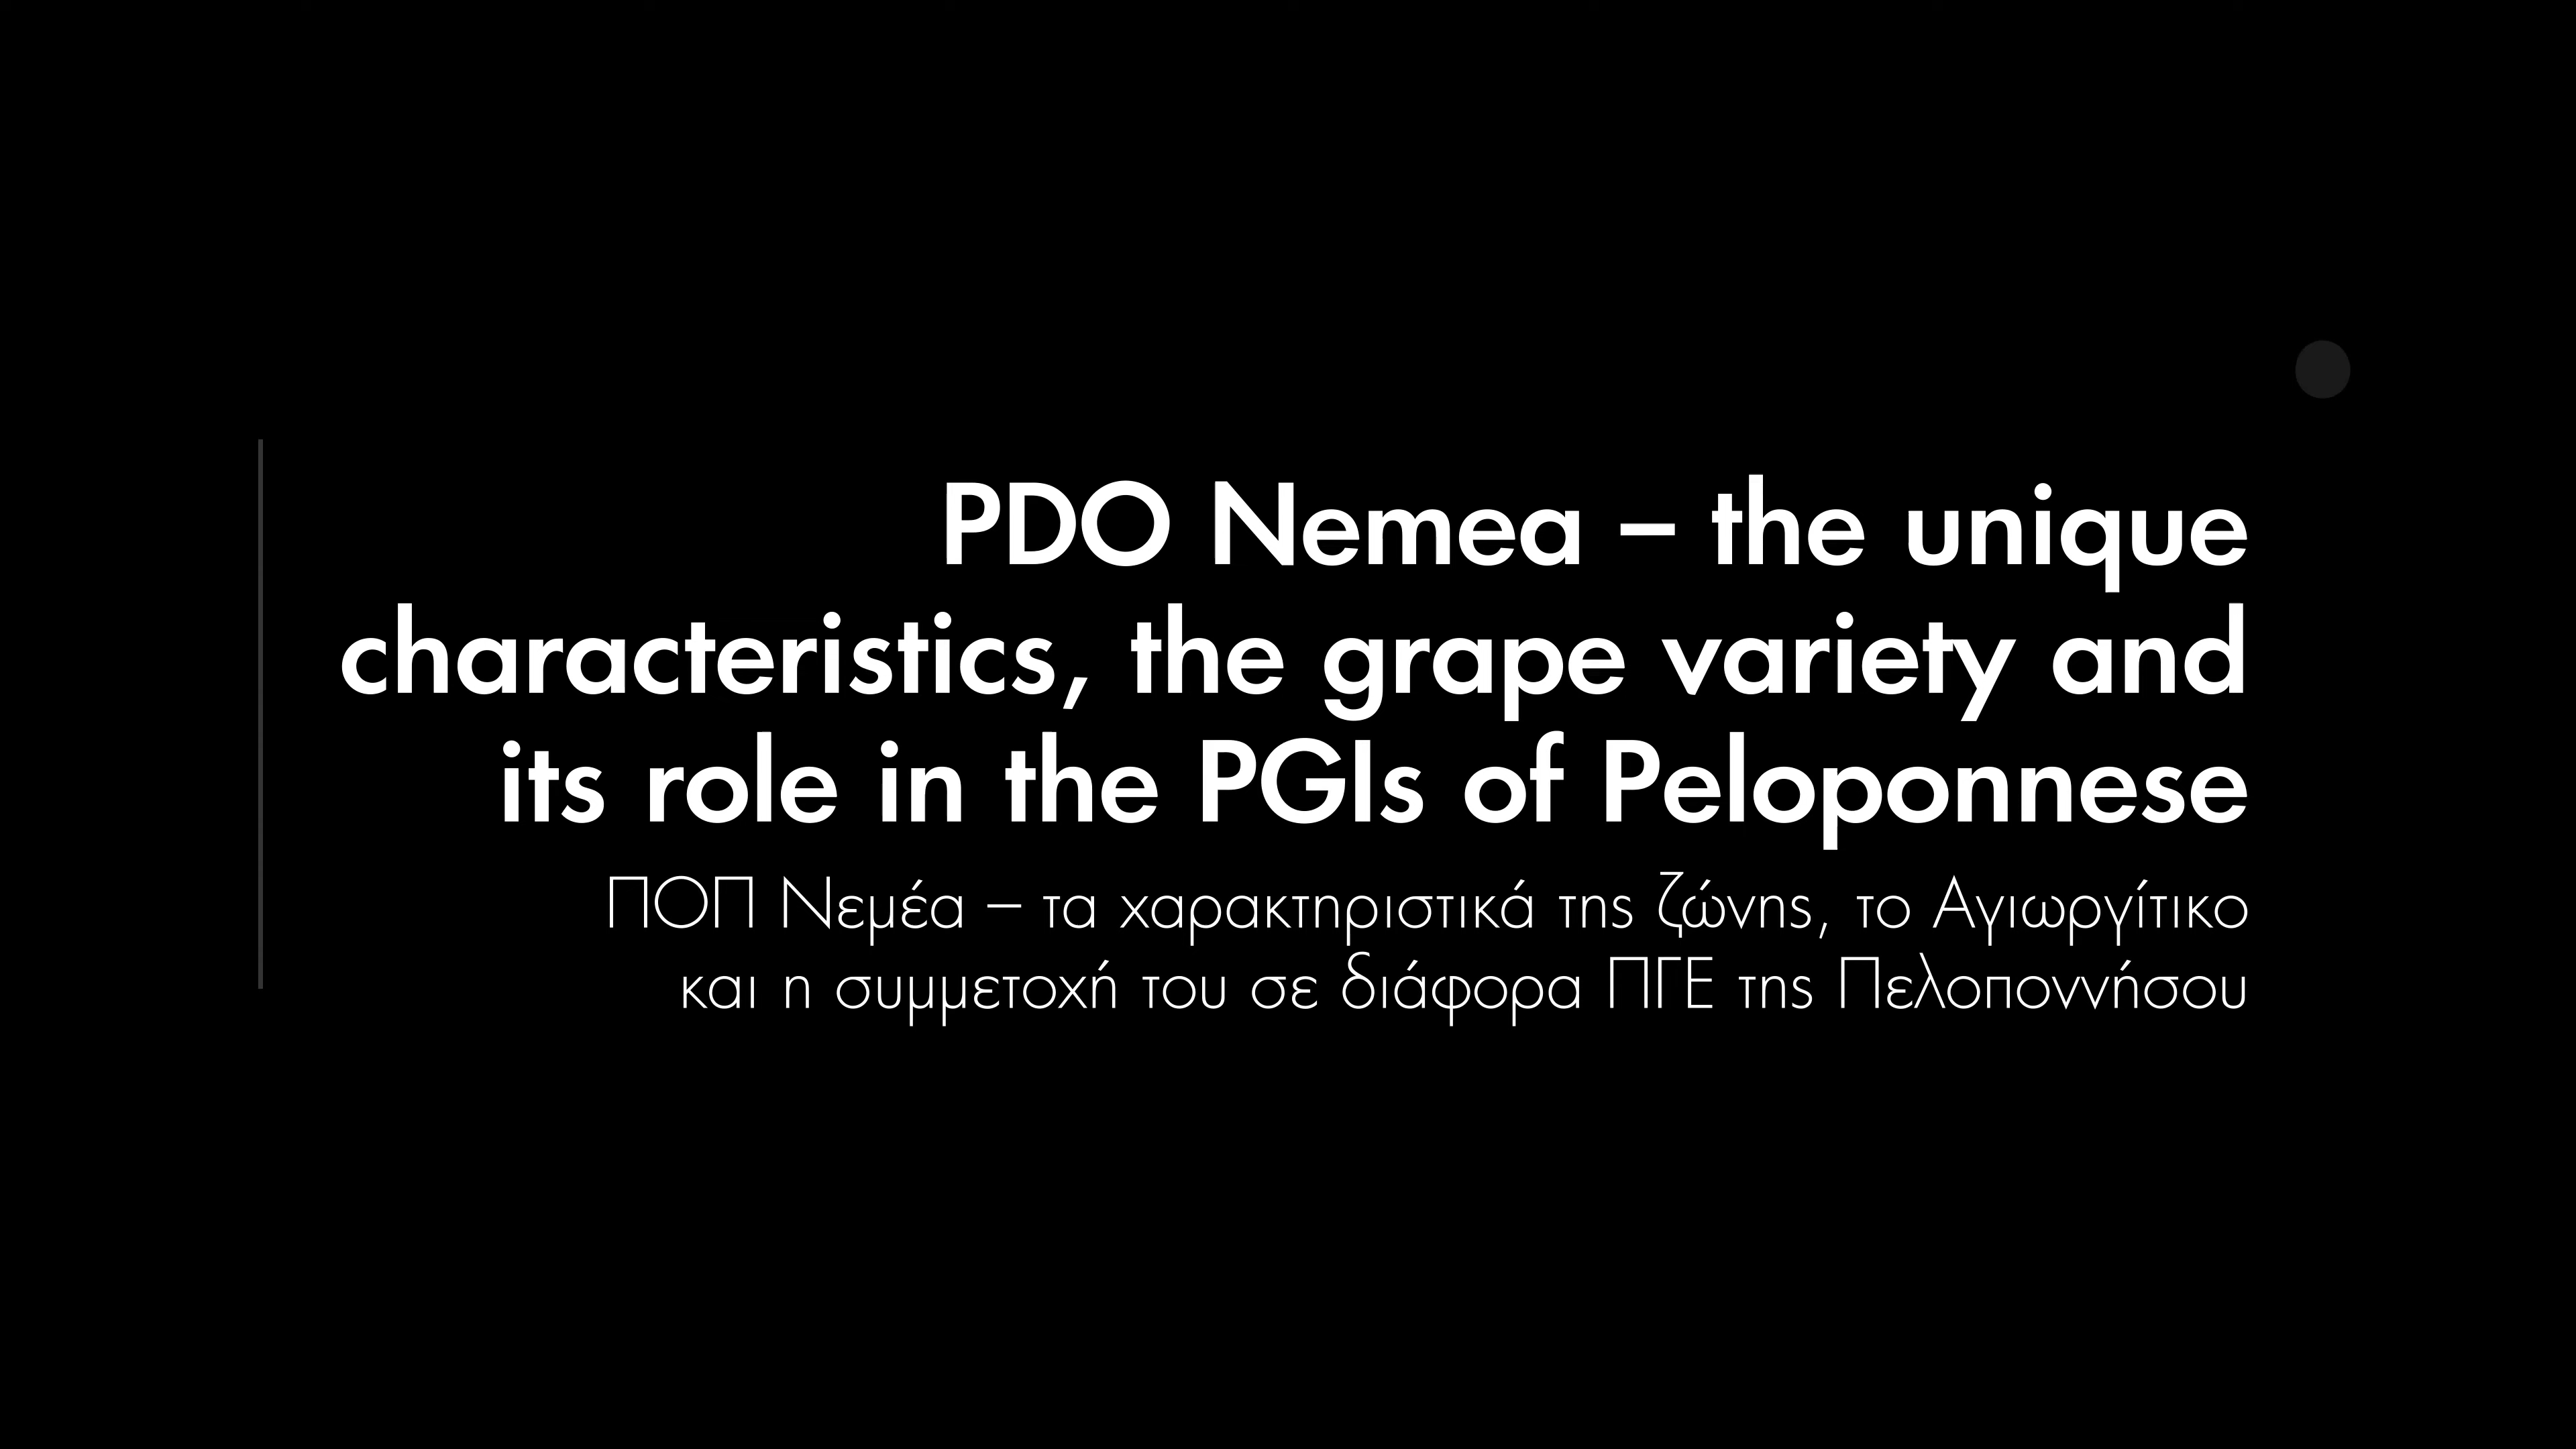 PDO Nemea – the unique
characteristics, the grape variety and
its role in the PGIs of Peloponnese
ΠΟΠ Νεμέα – τα χαρακτηριστικά της ζώνης, το Αγιωργίτικο
και η συμμετοχή του σε διάφορα ΠΓΕ της Πελοποννήσου